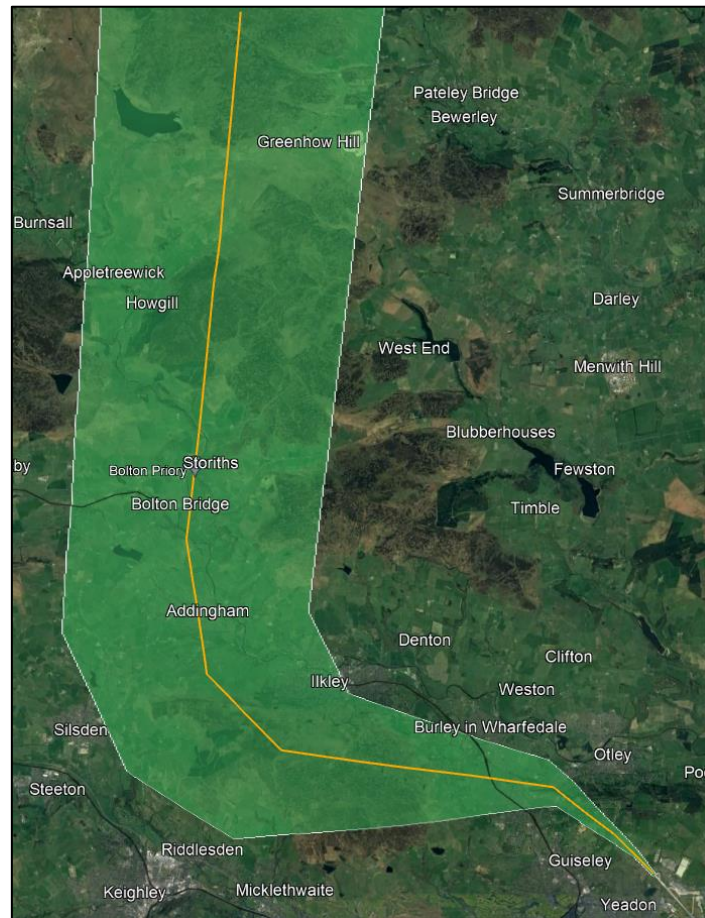 Pateley Bridge
Bewerley
Greenhow Hill
Summerbridge
Burnsall
Appletreewick
Howgill
Darley
West End
Menwith Hill
Blubberhouses
Storiths
by
Bolton Priory
Fewston
Bolton Bridge
Timble
Addingham
Denton
Clifton
Ilkley
Weston
Silsden
Burley in Wharfedale
Otley
Poo
Steeton
Riddlesden
Guiseley
Keighley
Micklethwaite
Yeadon